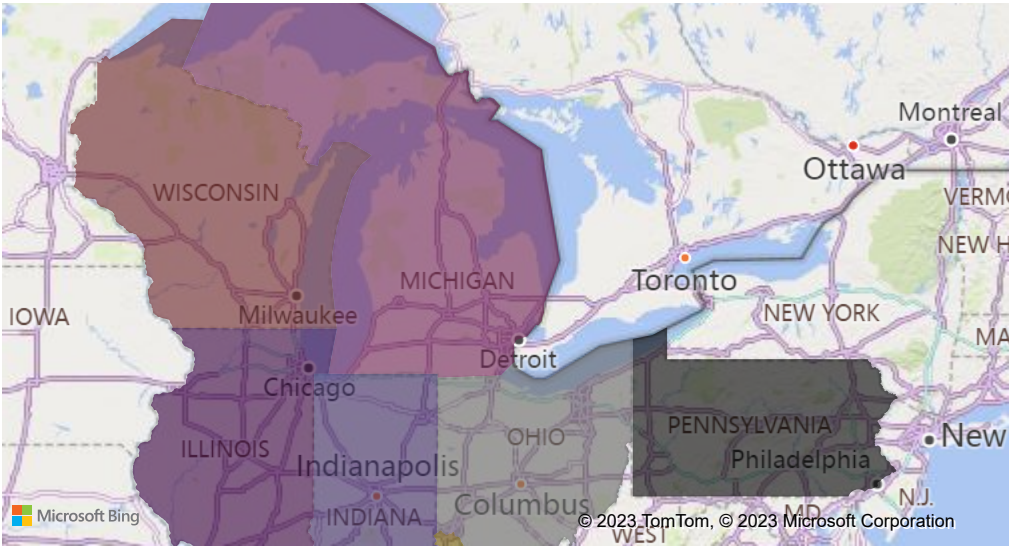 Montreal
Ottawa
VERM
WISCONSIN
NEW H
Toronto
MICHIGAN
IOWA
Milwaukee
NEW YORK
MA
Detroit
Chicago
PENNSYLVANIA
OHIO
New
ILLINOIS
Philadelphia
Indianapolis
Columbus
N.J.
Microsoft Bing
INDIANA
MD
© 2023 TomTom, © 2023 Microsoft Corporation
WEST